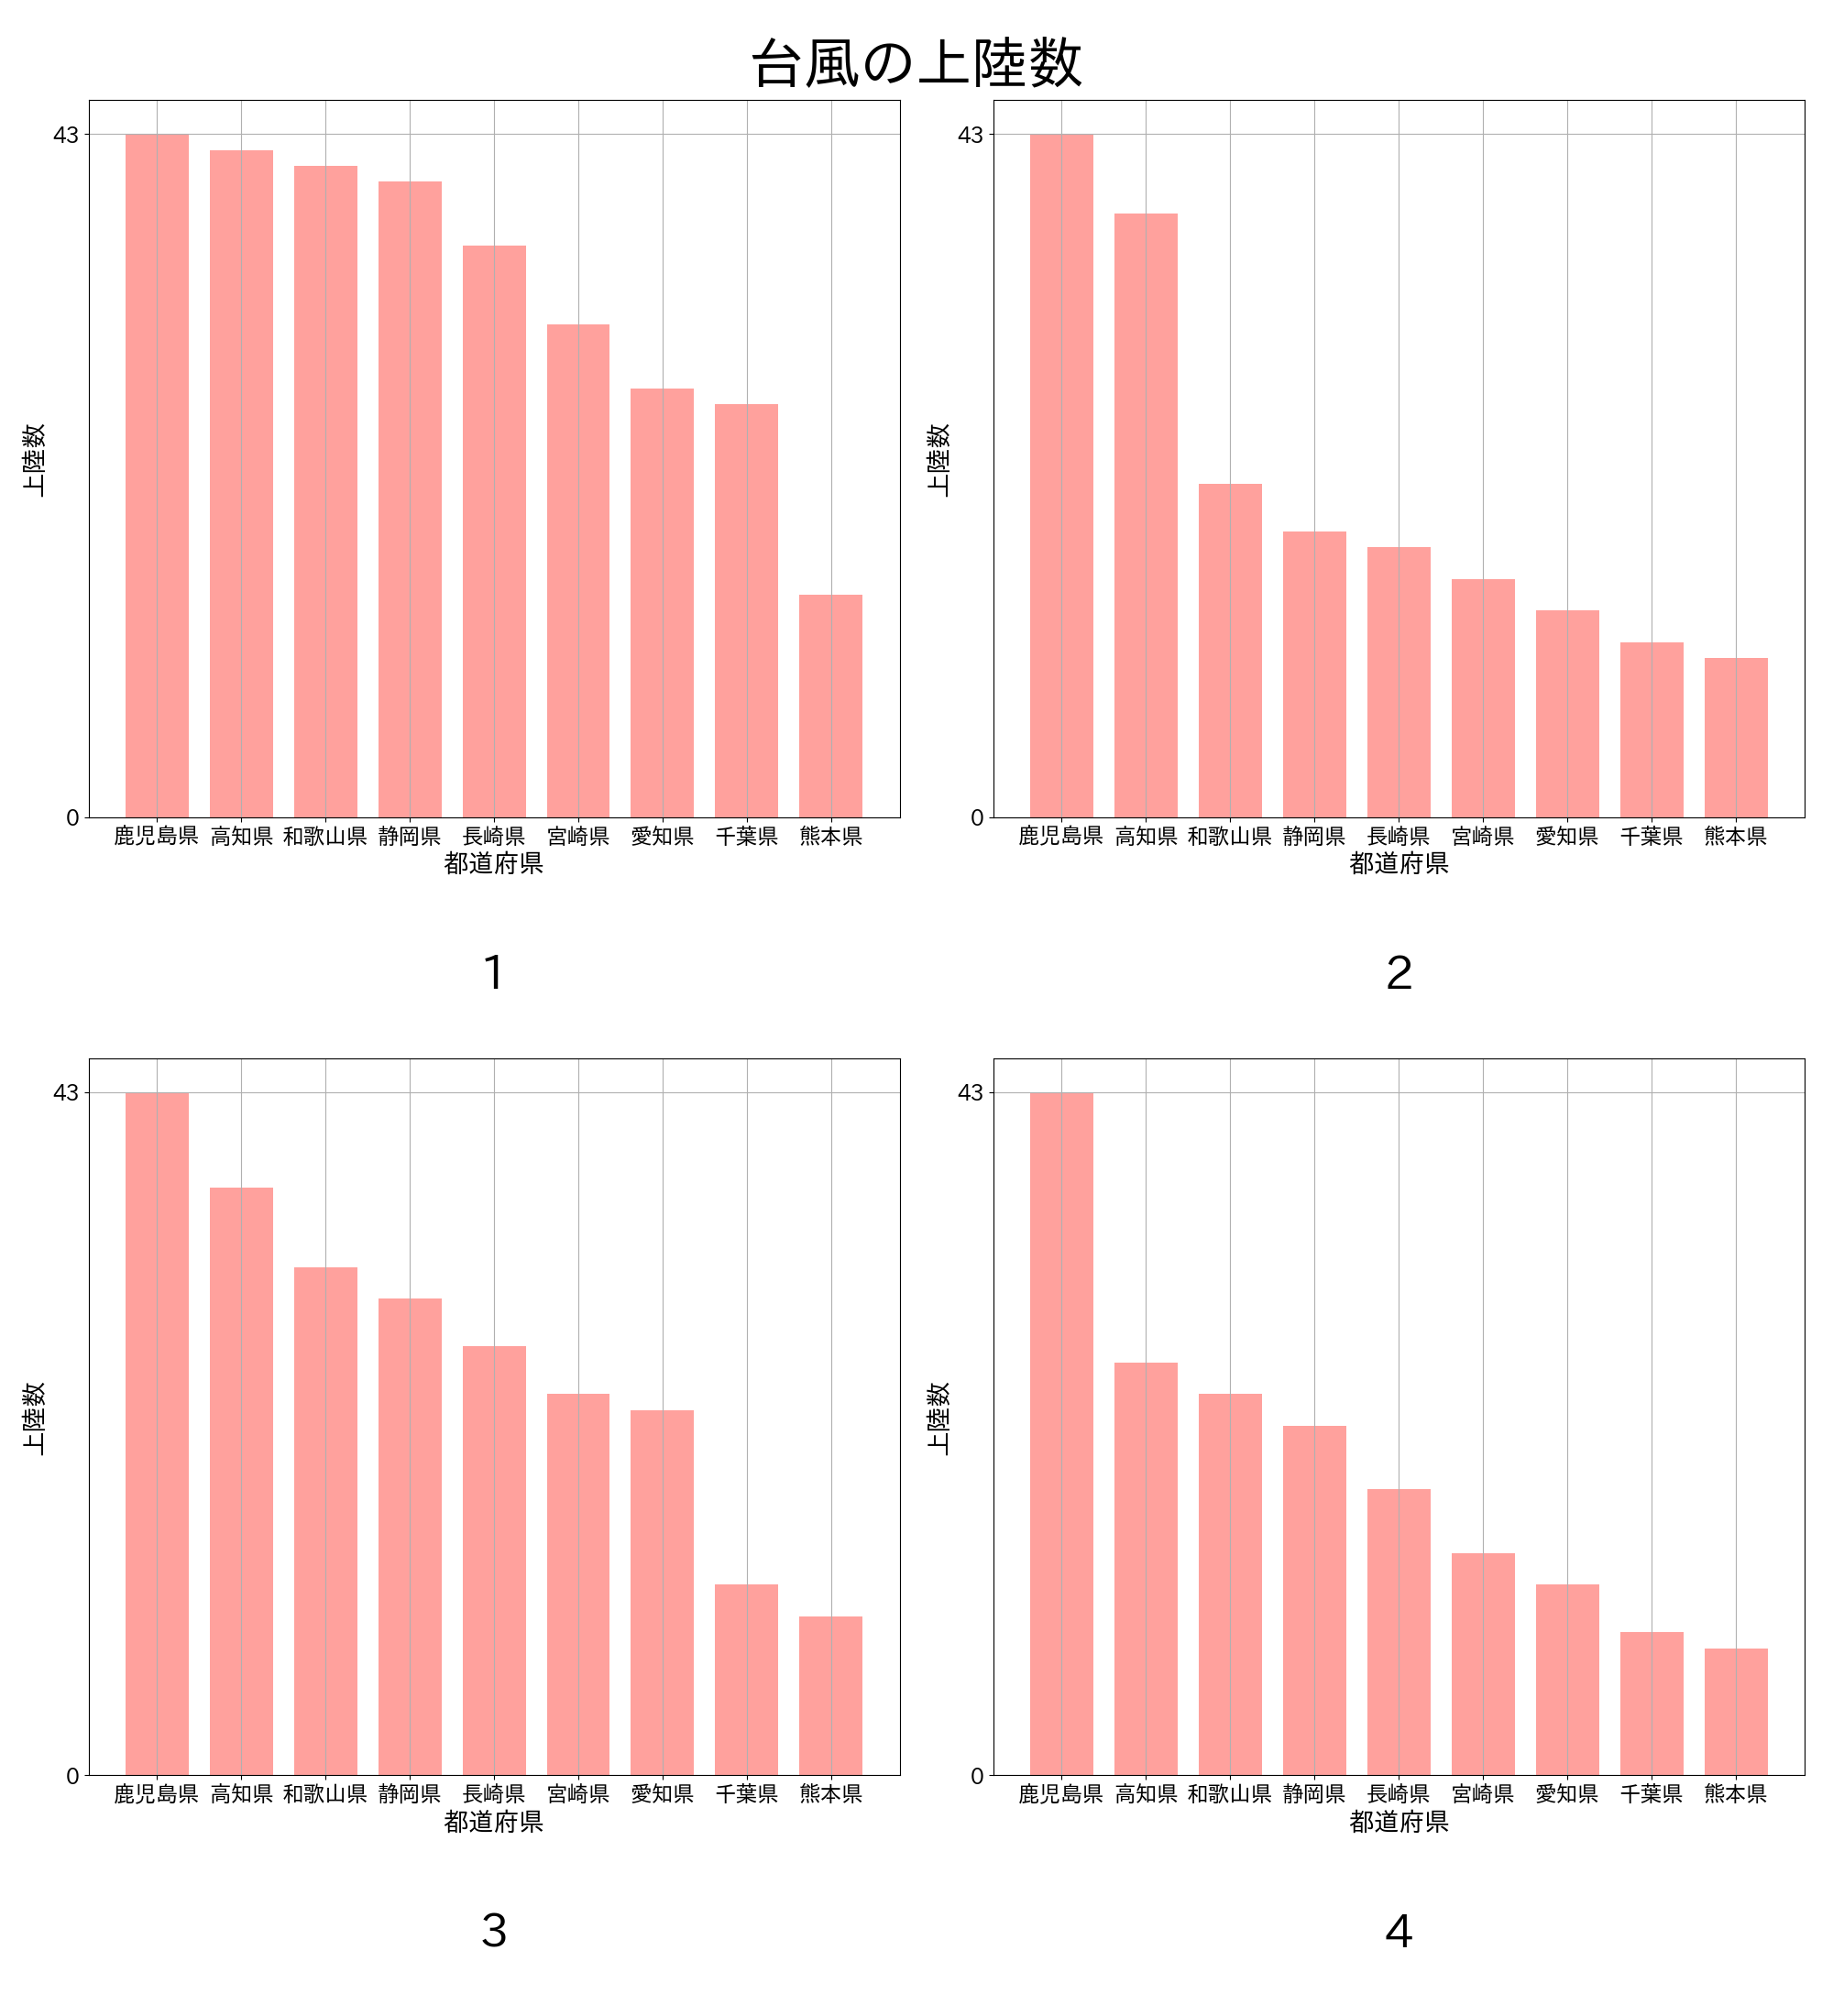 台風の上陸数
43
0
上陸数
鹿児島県 高知県 和歌山県 静岡県 長崎県 宮崎県 愛知県 千葉県 熊本県
都道府県
1
43
0
上陸数
鹿児島県 高知県 和歌山県 静岡県 長崎県 宮崎県 愛知県 千葉県 熊本県
都道府県
2
43
0
上陸数
鹿児島県 高知県 和歌山県 静岡県 長崎県 宮崎県 愛知県 千葉県 熊本県
都道府県
3
43
0
上陸数
鹿児島県 高知県 和歌山県 静岡県 長崎県 宮崎県 愛知県 千葉県 熊本県
都道府県
4